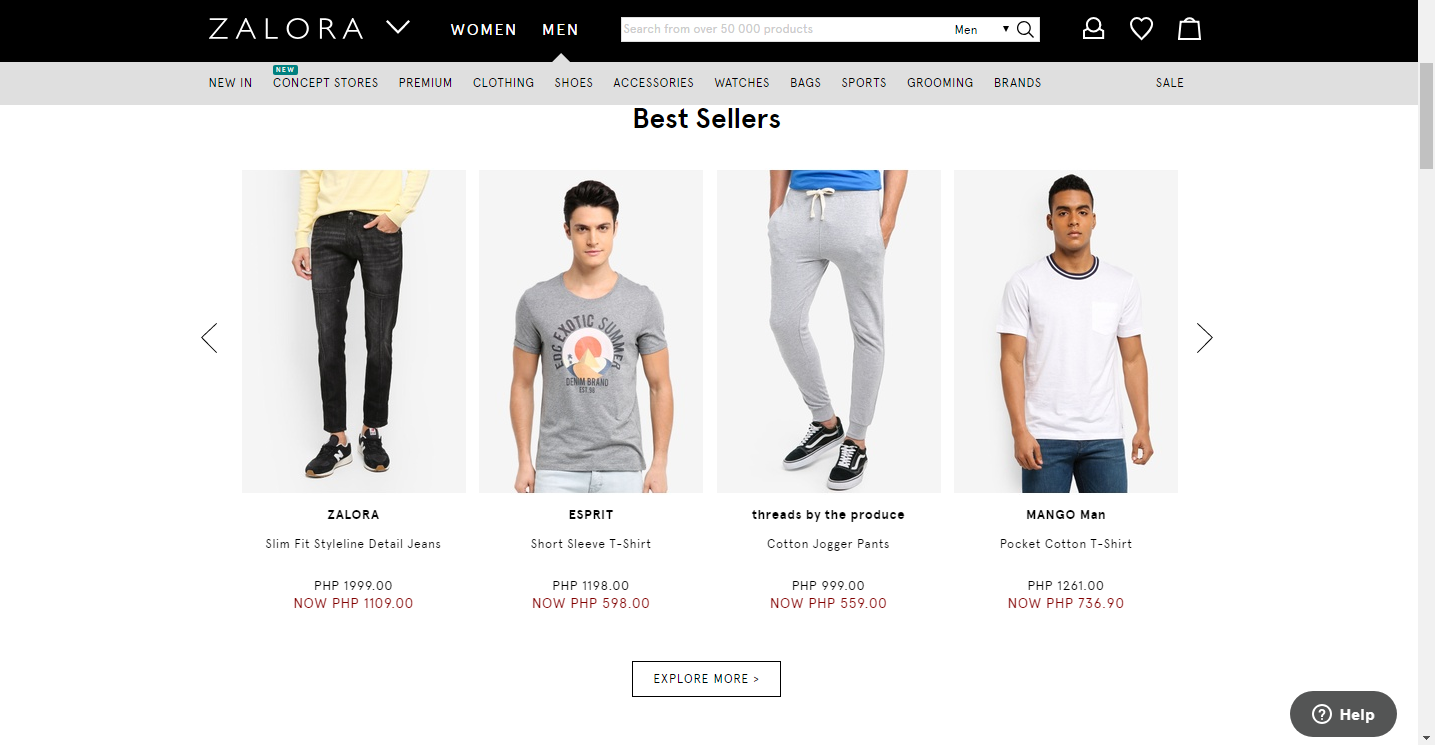 ZALORA
WOMEN MEN
Search from over 50 000 products Men
NEW
NEW IN CONCEPT STORES PREMIUM CLOTHING SHOES ACCESSORIES WATCHES BAGS SPORTS GROOMING BRANDS SALE
Best Sellers
EDC EXOTIC SUMMER
DENIM BRAND
EST.96
N
ZALORA
Slim Fit Styleline Detail Jeans
PHP 1999.00
NOW PHP 1109.00
ESPRIT
Short Sleeve T-Shirt
PHP 1198.00
NOW PHP 598.00
threads by the produce
Cotton Jogger Pants
PHP 999.00
NOW PHP 559.00
MANGO Man
Pocket Cotton T-Shirt
PHP 1261.00
NOW PHP 736.90
EXPLORE MORE >
? Help